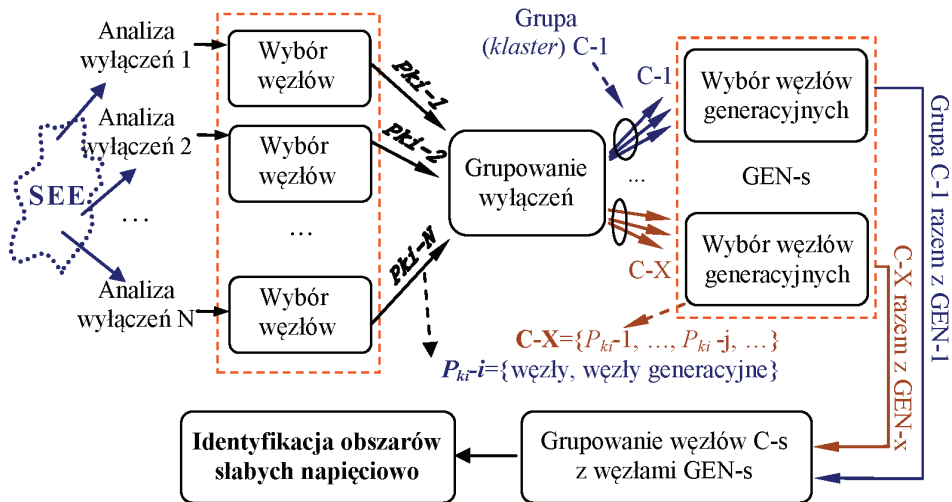 Analiza
wyłączeń 1
Analiza
wyłączeń 2
SEE
...
Analiza
wyłączeń N
Wybór
węzłów
Wybór
węzłów
...
Wybór
węzłów
Pki-1
Pki-2
Pki-N
Grupowanie
wyłączeń
Grupa
(klaster) C-1
C-1
...
C-X
Wybór węzłów
generacyjnych
GEN-s
Wybór węzłów
generacyjnych
Grupa C-1 razem z GEN-1
C-X razem z GEN-x
C-X={Pki-1, …, Pki-j, …}
Pki-i={węzły, węzły generacyjne}
Identyfikacja obszarów
słabych napięciowo
Grupowanie węzłów C-s
z węzłami GEN-s